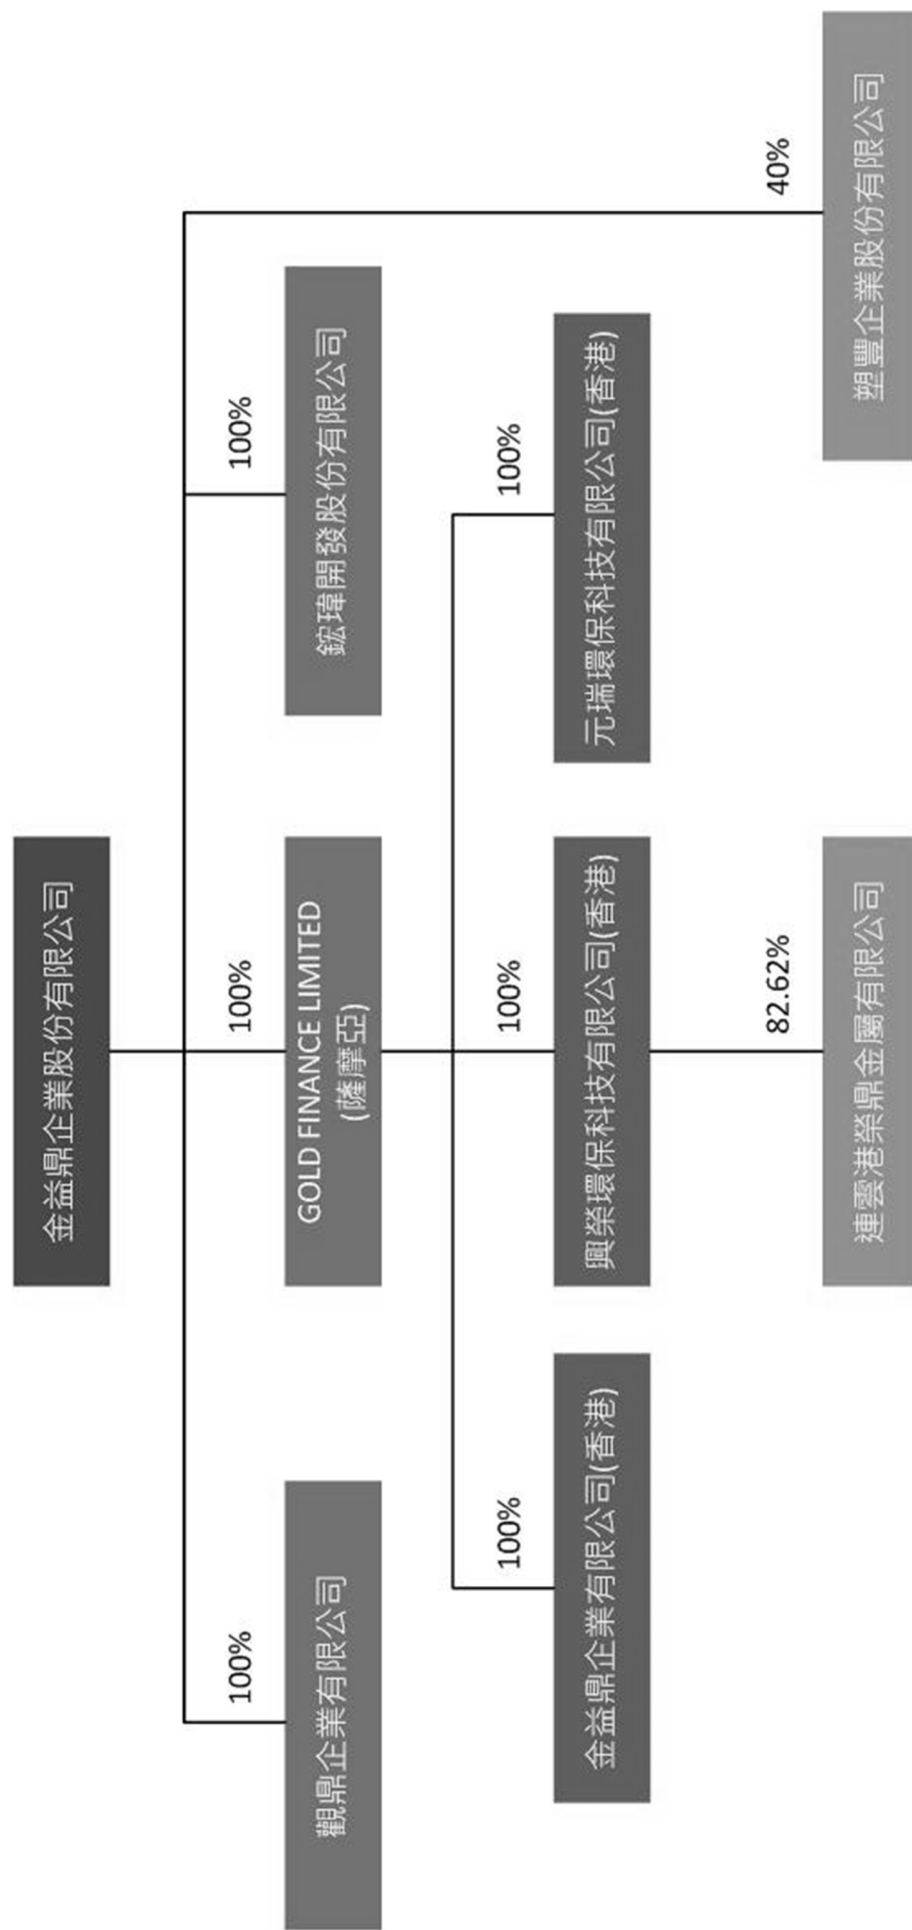 金益鼎企業股份有限公司
100%
100%
100%
觀鼎企業有限公司
GOLD FINANCE LIMITED
(薩摩亞)
鋐瑋開發股份有限公司
100%
100%
100%
金益鼎企業有限公司(香港)
興榮環保科技有限公司(香港)
元瑞環保科技有限公司(香港)
82.62%
40%
連雲港榮鼎金屬有限公司
塑豐企業股份有限公司